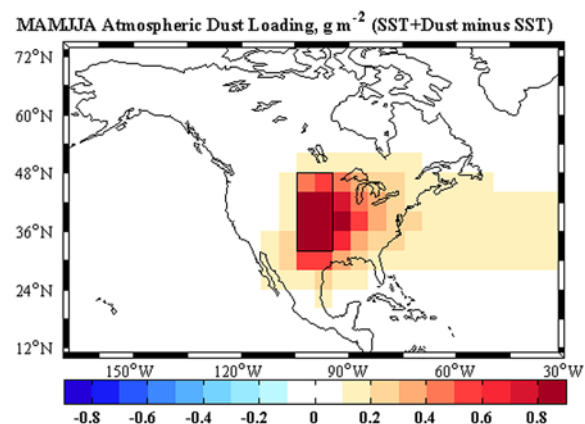 MAMJJA Atmospheric Dust Loading, g m⁻² (SST+Dust minus SST)
72°N
60°N
48°N
36°N
24°N
12°N
150°W 120°W 90°W 60°W 30°W
-0.8 -0.6 -0.4 -0.2 0 0.2 0.4 0.6 0.8